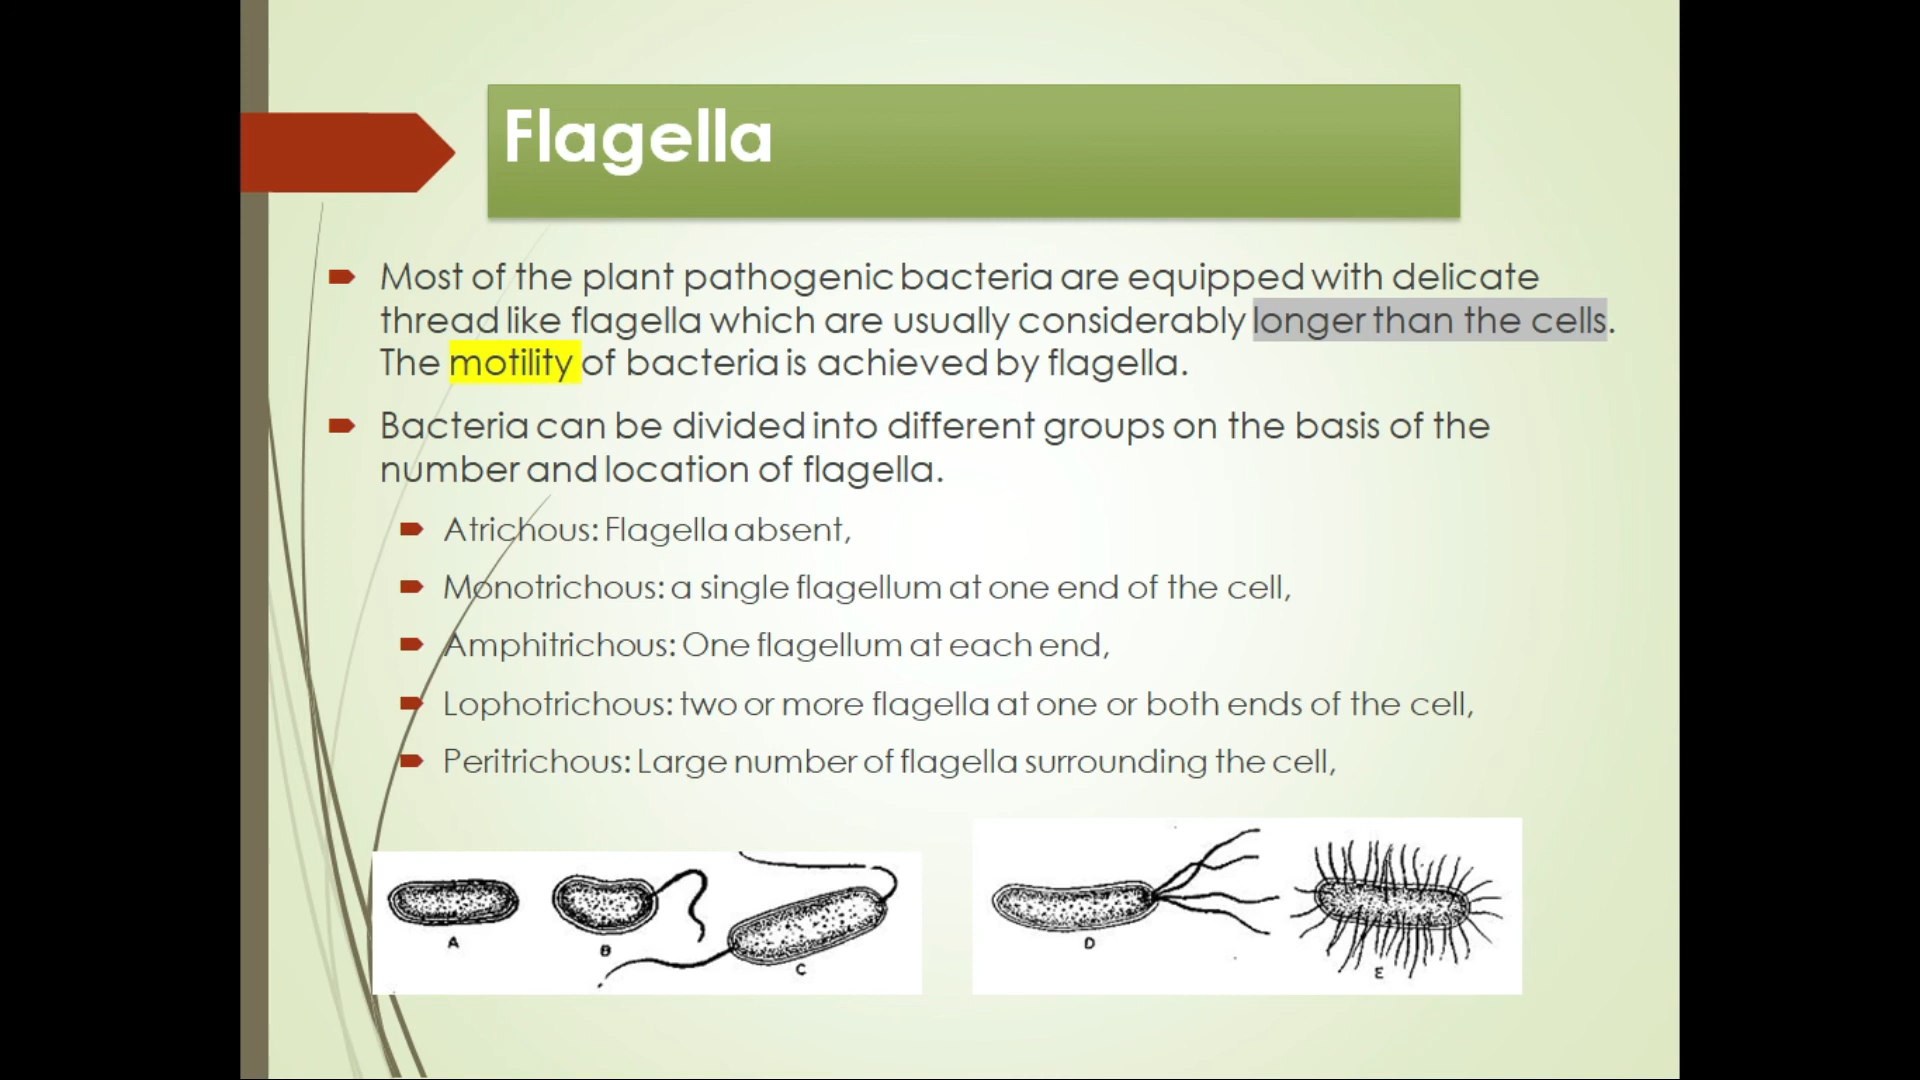 Flagella
Most of the plant pathogenic bacteria are equipped with delicate
thread like flagella which are usually considerably longer than the cells.
The motility of bacteria is achieved by flagella.
Bacteria can be divided into different groups on the basis of the
number and location of flagella.
Atrichous: Flagella absent,
Monotrichous: a single flagellum at one end of the cell,
Amphitrichous: One flagellum at each end,
Lophotrichous: two or more flagella at one or both ends of the cell,
Peritrichous: Large number of flagella surrounding the cell,
A
B
C
D
E